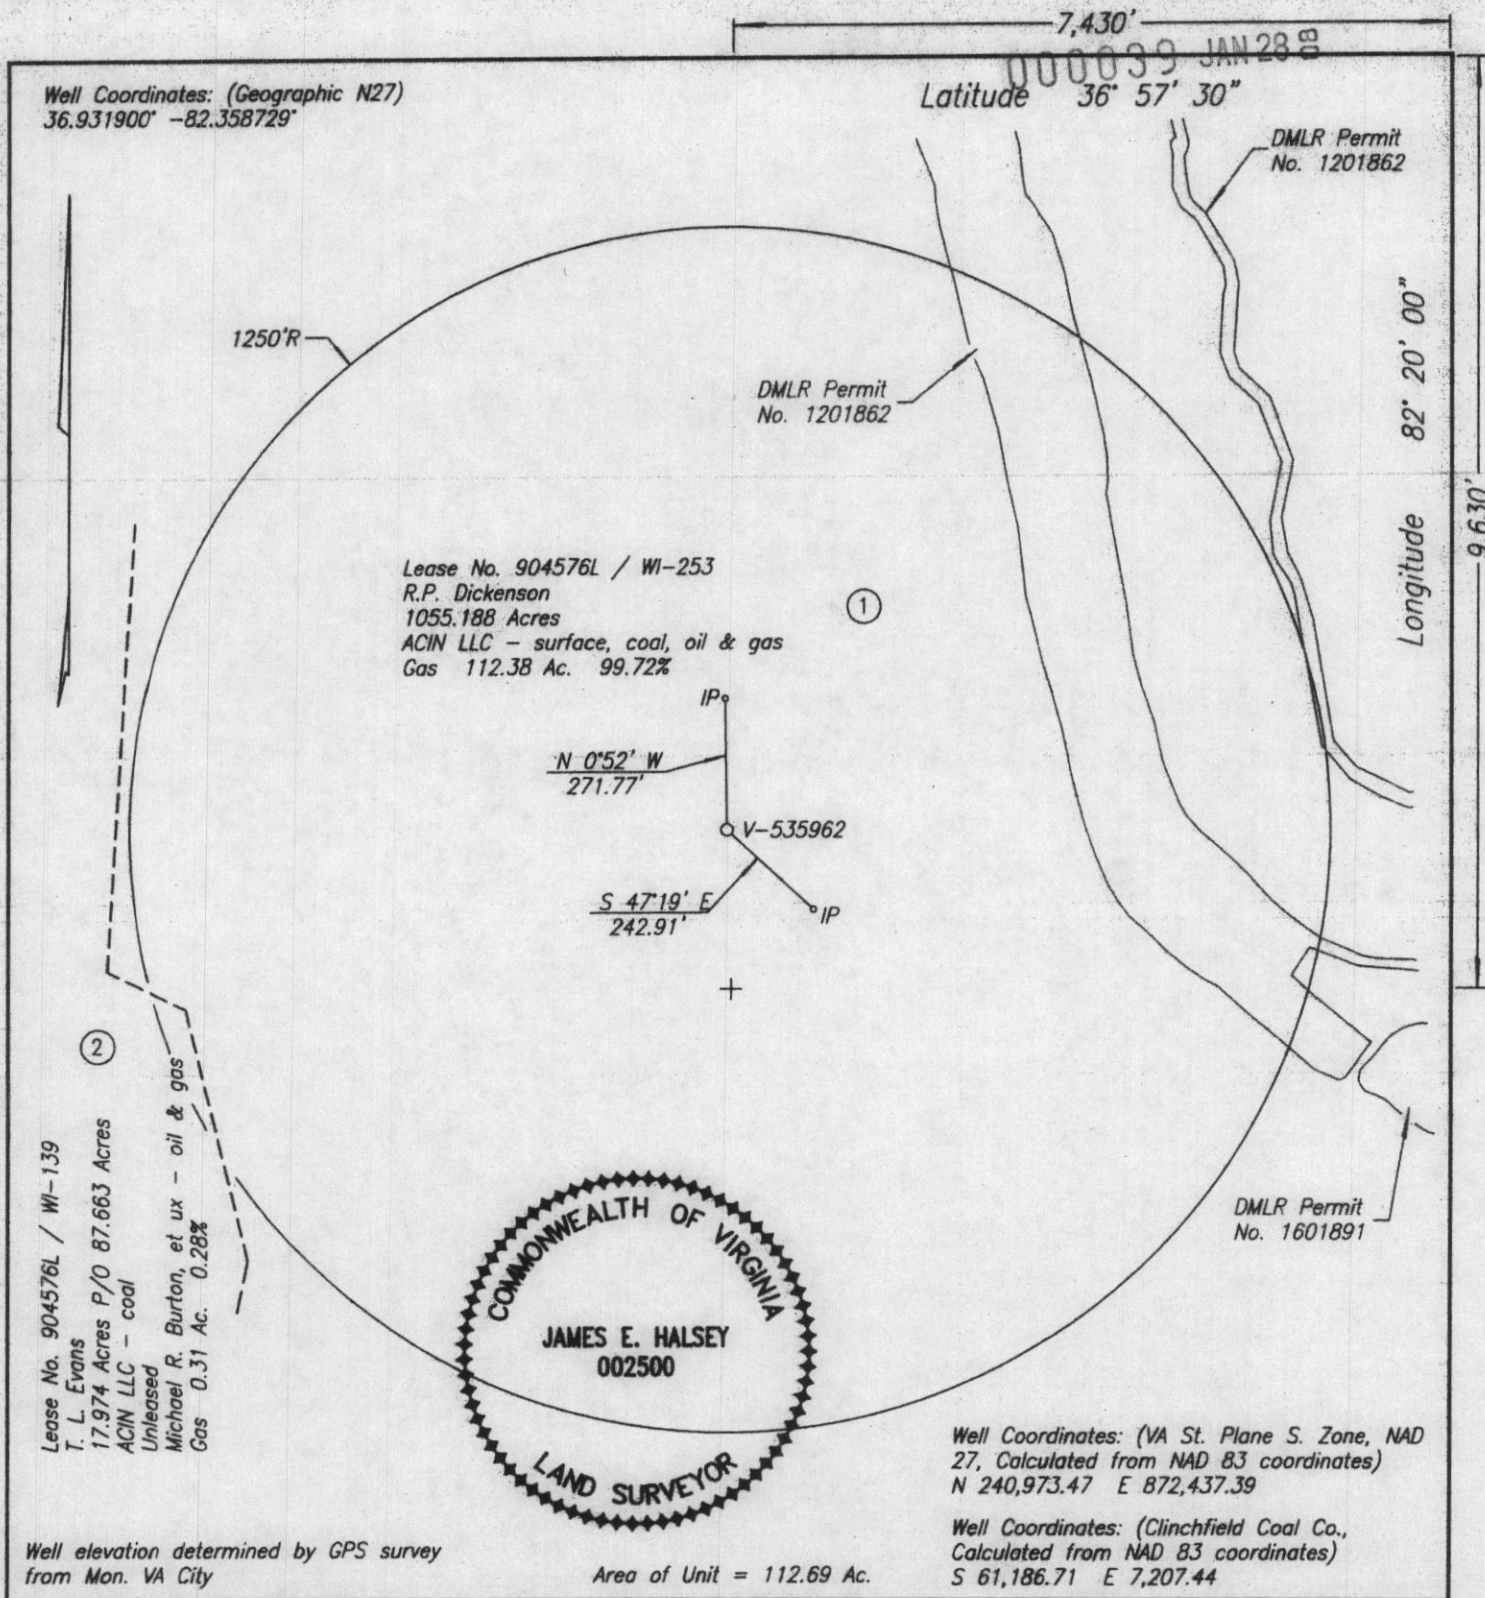 7,430'
000039 JAN 28 08
Well Coordinates: (Geographic N27)
36.931900° -82.358729°
Latitude 36° 57' 30"
DMLR Permit
No. 1201862
1250'R
DMLR Permit
No. 1201862
Longitude 82° 20' 00"
9,630'
Lease No. 904576L / WI-253
R.P. Dickenson
1055.188 Acres
ACIN LLC - surface, coal, oil & gas
Gas 112.38 Ac. 99.72%
1
IP
N 0°52' W
271.77'
V-535962
S 47°19' E
242.91'
IP
2
Lease No. 904576L / WI-139
T. L. Evans
17.974 Acres P/O 87.663 Acres
ACIN LLC - coal
Unleased
Michael R. Burton, et ux - oil & gas
Gas 0.31 Ac. 0.28%
DMLR Permit
No. 1601891
COMMONWEALTH OF VIRGINIA
JAMES E. HALSEY
002500
LAND SURVEYOR
Well Coordinates: (VA St. Plane S. Zone, NAD
27, Calculated from NAD 83 coordinates)
N 240,973.47 E 872,437.39
Well Coordinates: (Clinchfield Coal Co.,
Calculated from NAD 83 coordinates)
S 61,186.71 E 7,207.44
Well elevation determined by GPS survey
from Mon. VA City
Area of Unit = 112.69 Ac.